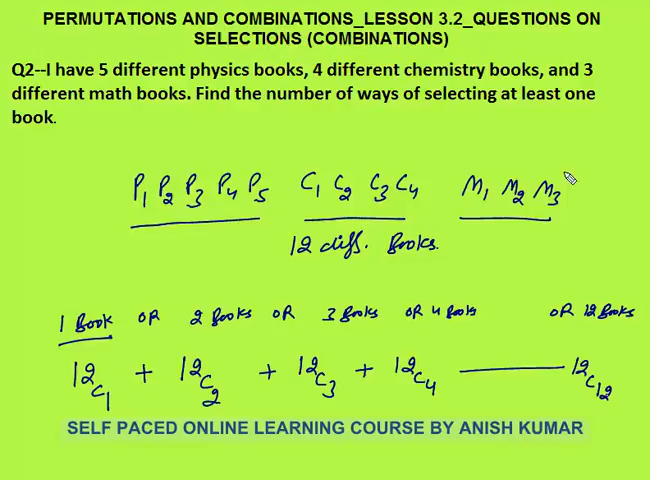 PERMUTATIONS AND COMBINATIONS_LESSON 3.2_QUESTIONS ON
SELECTIONS (COMBINATIONS)
Q2--I have 5 different physics books, 4 different chemistry books, and 3
different math books. Find the number of ways of selecting at least one
book.
P1 P2 P3 P4 P5 C1 C2 C3 C4 M1 M2 M3
12 diff. Books.
1 Book OR 2 Books OR 3 Books OR 4 Books OR 12 Books
12C1 + 12C2 + 12C3 + 12C4 ——— 12C12
SELF PACED ONLINE LEARNING COURSE BY ANISH KUMAR